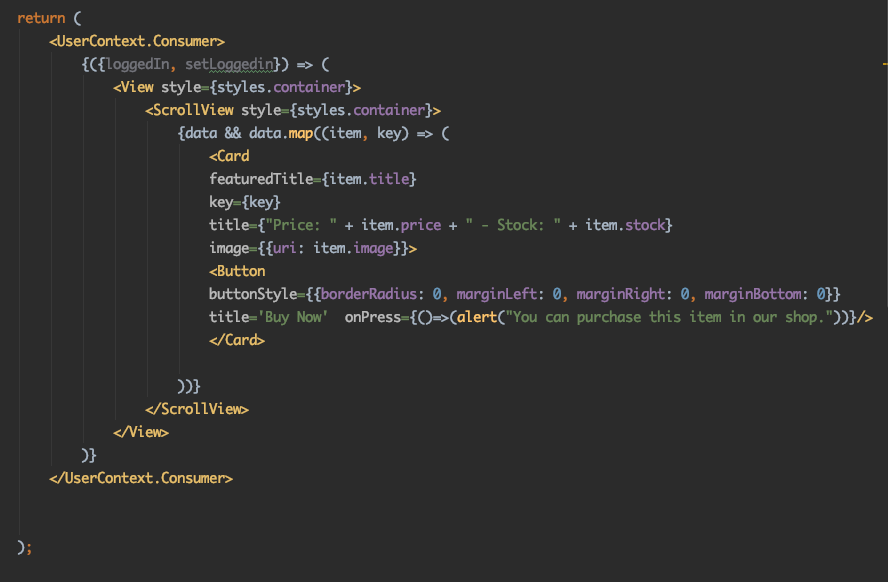 return (
<UserContext.Consumer>
{({loggedIn, setLoggedin}) => (
<View style={styles.container}>
<ScrollView style={styles.container}>
{data && data.map((item, key) => (
<Card
featuredTitle={item.title}
key={key}
title={"Price: " + item.price + " - Stock: " + item.stock}
image={{uri: item.image}}>
<Button
buttonStyle={{borderRadius: 0, marginLeft: 0, marginRight: 0, marginBottom: 0}}
title='Buy Now'  onPress={()=>(alert("You can purchase this item in our shop."))}/>
</Card>
))}
</ScrollView>
</View>
)}
</UserContext.Consumer>
);